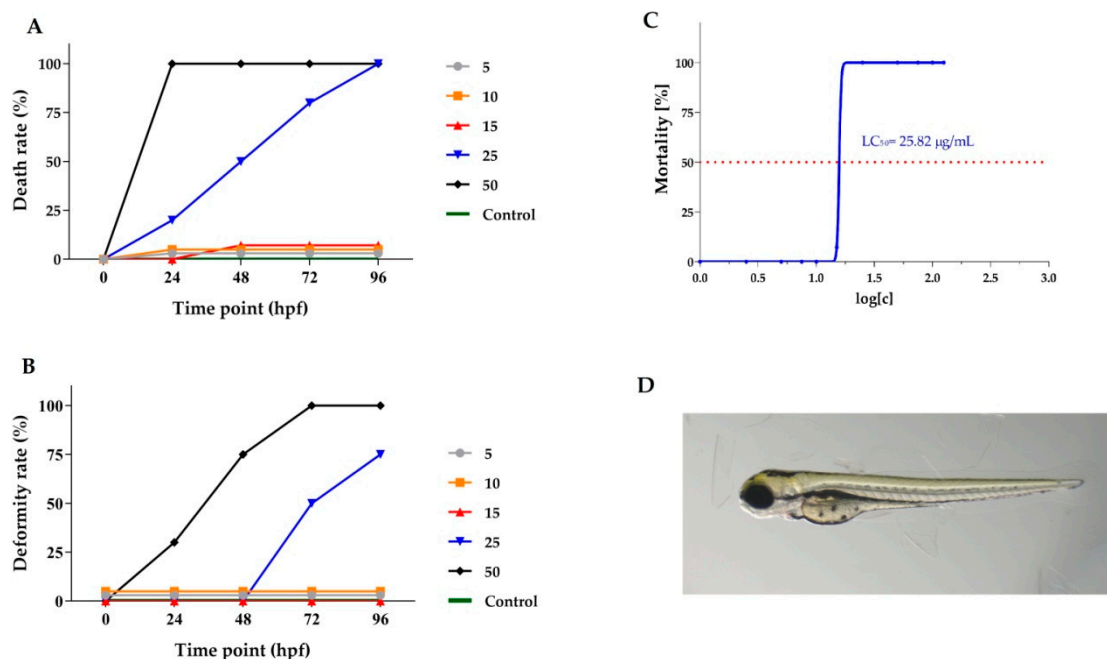 A
Death rate (%)
100
75
50
25
0
0 24 48 72 96
Time point (hpf)
5
10
15
25
50
Control
C
Mortality [%]
100
75
50
25
0
LC₅₀= 25.82 µg/mL
0.0 0.5 1.0 1.5 2.0 2.5 3.0
log[c]
B
Deformity rate (%)
100
75
50
25
0
0 24 48 72 96
Time point (hpf)
5
10
15
25
50
Control
D